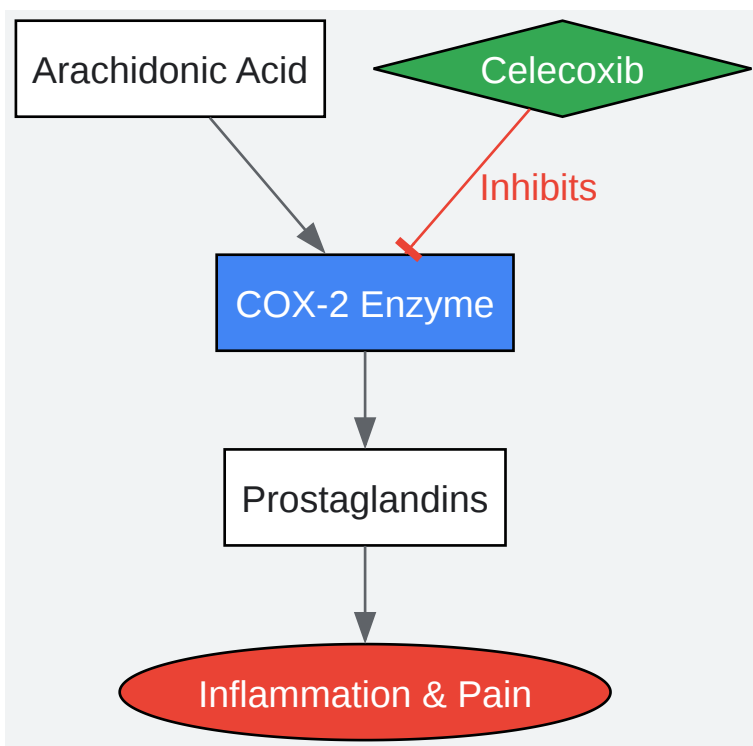 Arachidonic Acid
Celecoxib
Inhibits
COX-2 Enzyme
Prostaglandins
Inflammation & Pain